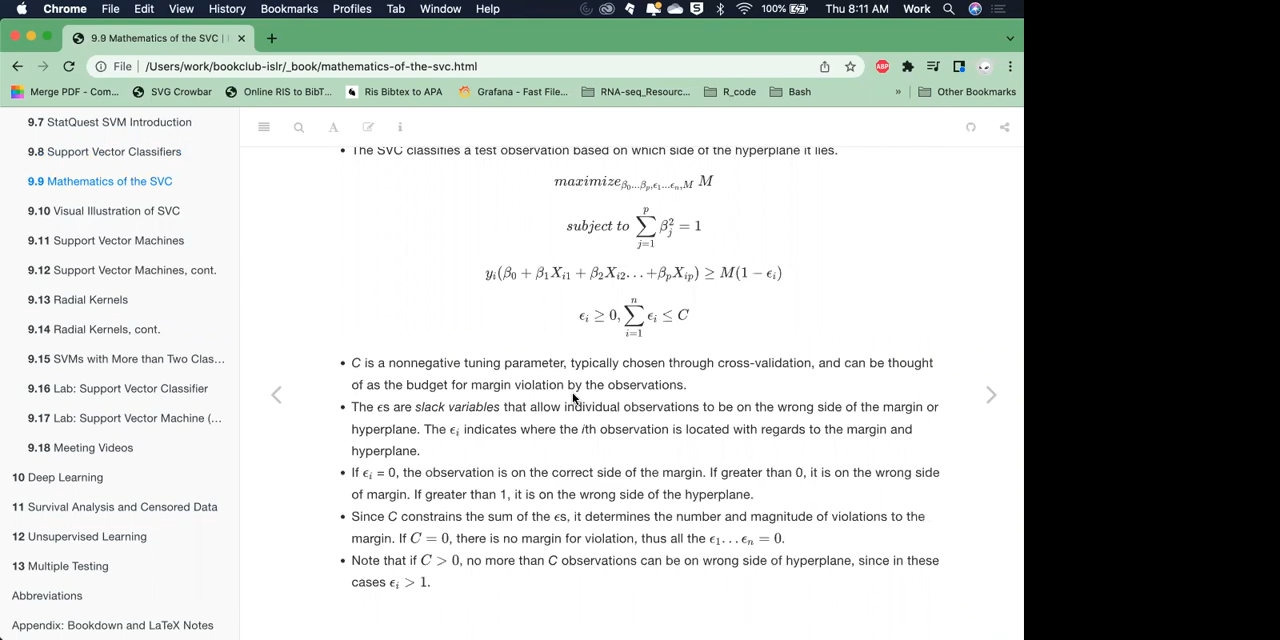 Chrome File Edit View History Bookmarks Profiles Tab Window Help 100% Thu 8:11 AM Work
9.9 Mathematics of the SVC |
File | /Users/work/bookclub-islr/_book/mathematics-of-the-svc.html
Merge PDF - Com... SVG Crowbar Online RIS to BibT... Ris Bibtex to APA Grafana - Fast File... RNA-seq_Resourc... R_code Bash » Other Bookmarks
9.7 StatQuest SVM Introduction
9.8 Support Vector Classifiers
9.9 Mathematics of the SVC
9.10 Visual Illustration of SVC
9.11 Support Vector Machines
9.12 Support Vector Machines, cont.
9.13 Radial Kernels
9.14 Radial Kernels, cont.
9.15 SVMs with More than Two Clas...
9.16 Lab: Support Vector Classifier
9.17 Lab: Support Vector Machine (...
9.18 Meeting Videos
10 Deep Learning
11 Survival Analysis and Censored Data
12 Unsupervised Learning
13 Multiple Testing
Abbreviations
Appendix: Bookdown and LaTeX Notes
• The SVC classifies a test observation based on which side of the hyperplane it lies.
maximize_{β₀...β_p,ϵ₁...ϵ_n,M} M
subject to ∑_{j=1}^{p} β_j^2 = 1
y_i(β₀ + β₁X_{i1} + β₂X_{i2}...+β_pX_{ip}) ≥ M(1 − ϵ_i)
ϵ_i ≥ 0, ∑_{i=1}^{n} ϵ_i ≤ C
• C is a nonnegative tuning parameter, typically chosen through cross-validation, and can be thought
of as the budget for margin violation by the observations.
• The ϵs are slack variables that allow individual observations to be on the wrong side of the margin or
hyperplane. The ϵ_i indicates where the ith observation is located with regards to the margin and
hyperplane.
• If ϵ_i = 0, the observation is on the correct side of the margin. If greater than 0, it is on the wrong side
of margin. If greater than 1, it is on the wrong side of the hyperplane.
• Since C constrains the sum of the ϵs, it determines the number and magnitude of violations to the
margin. If C = 0, there is no margin for violation, thus all the ϵ₁...ϵ_n = 0.
• Note that if C > 0, no more than C observations can be on wrong side of hyperplane, since in these
cases ϵ_i > 1.